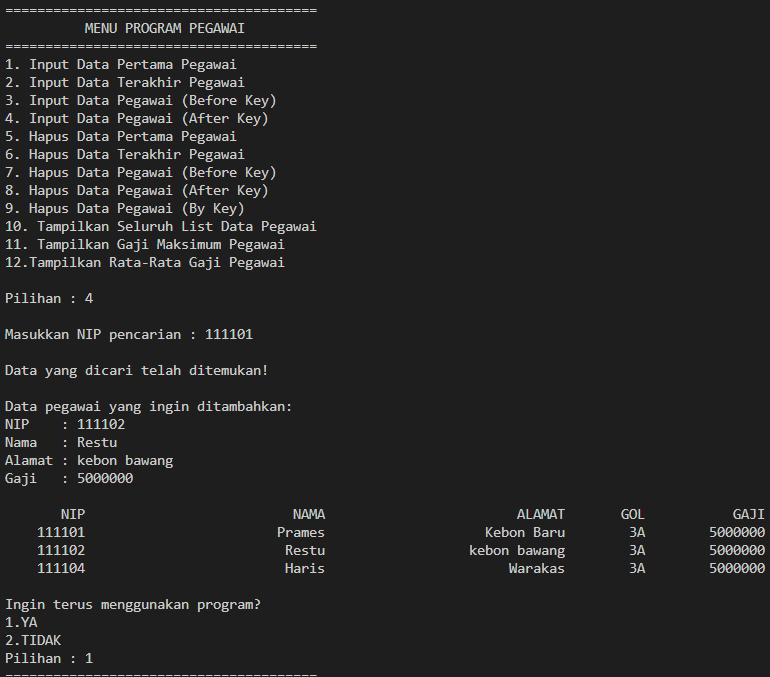 =======================================
MENU PROGRAM PEGAWAI
=======================================
1. Input Data Pertama Pegawai
2. Input Data Terakhir Pegawai
3. Input Data Pegawai (Before Key)
4. Input Data Pegawai (After Key)
5. Hapus Data Pertama Pegawai
6. Hapus Data Terakhir Pegawai
7. Hapus Data Pegawai (Before Key)
8. Hapus Data Pegawai (After Key)
9. Hapus Data Pegawai (By Key)
10. Tampilkan Seluruh List Data Pegawai
11. Tampilkan Gaji Maksimum Pegawai
12.Tampilkan Rata-Rata Gaji Pegawai
Pilihan : 4
Masukkan NIP pencarian : 111101
Data yang dicari telah ditemukan!
Data pegawai yang ingin ditambahkan:
NIP    : 111102
Nama   : Restu
Alamat : kebon bawang
Gaji   : 5000000
NIP NAMA ALAMAT GOL GAJI
111101 Prames Kebon Baru 3A 5000000
111102 Restu kebon bawang 3A 5000000
111104 Haris Warakas 3A 5000000
Ingin terus menggunakan program?
1.YA
2.TIDAK
Pilihan : 1
=======================================